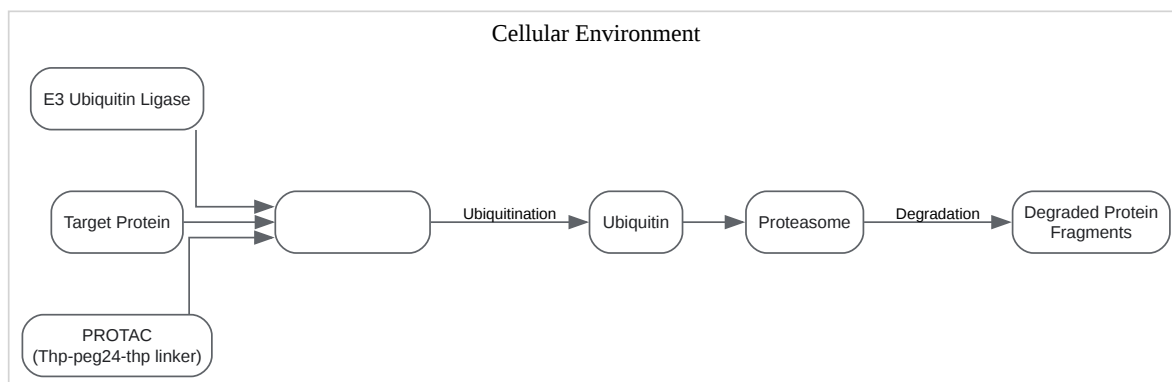 Cellular Environment
E3 Ubiquitin Ligase
Target Protein
Ubiquitination
Ubiquitin
Proteasome
Degradation
Degraded Protein
Fragments
PROTAC
(Thp-peg24-thp linker)